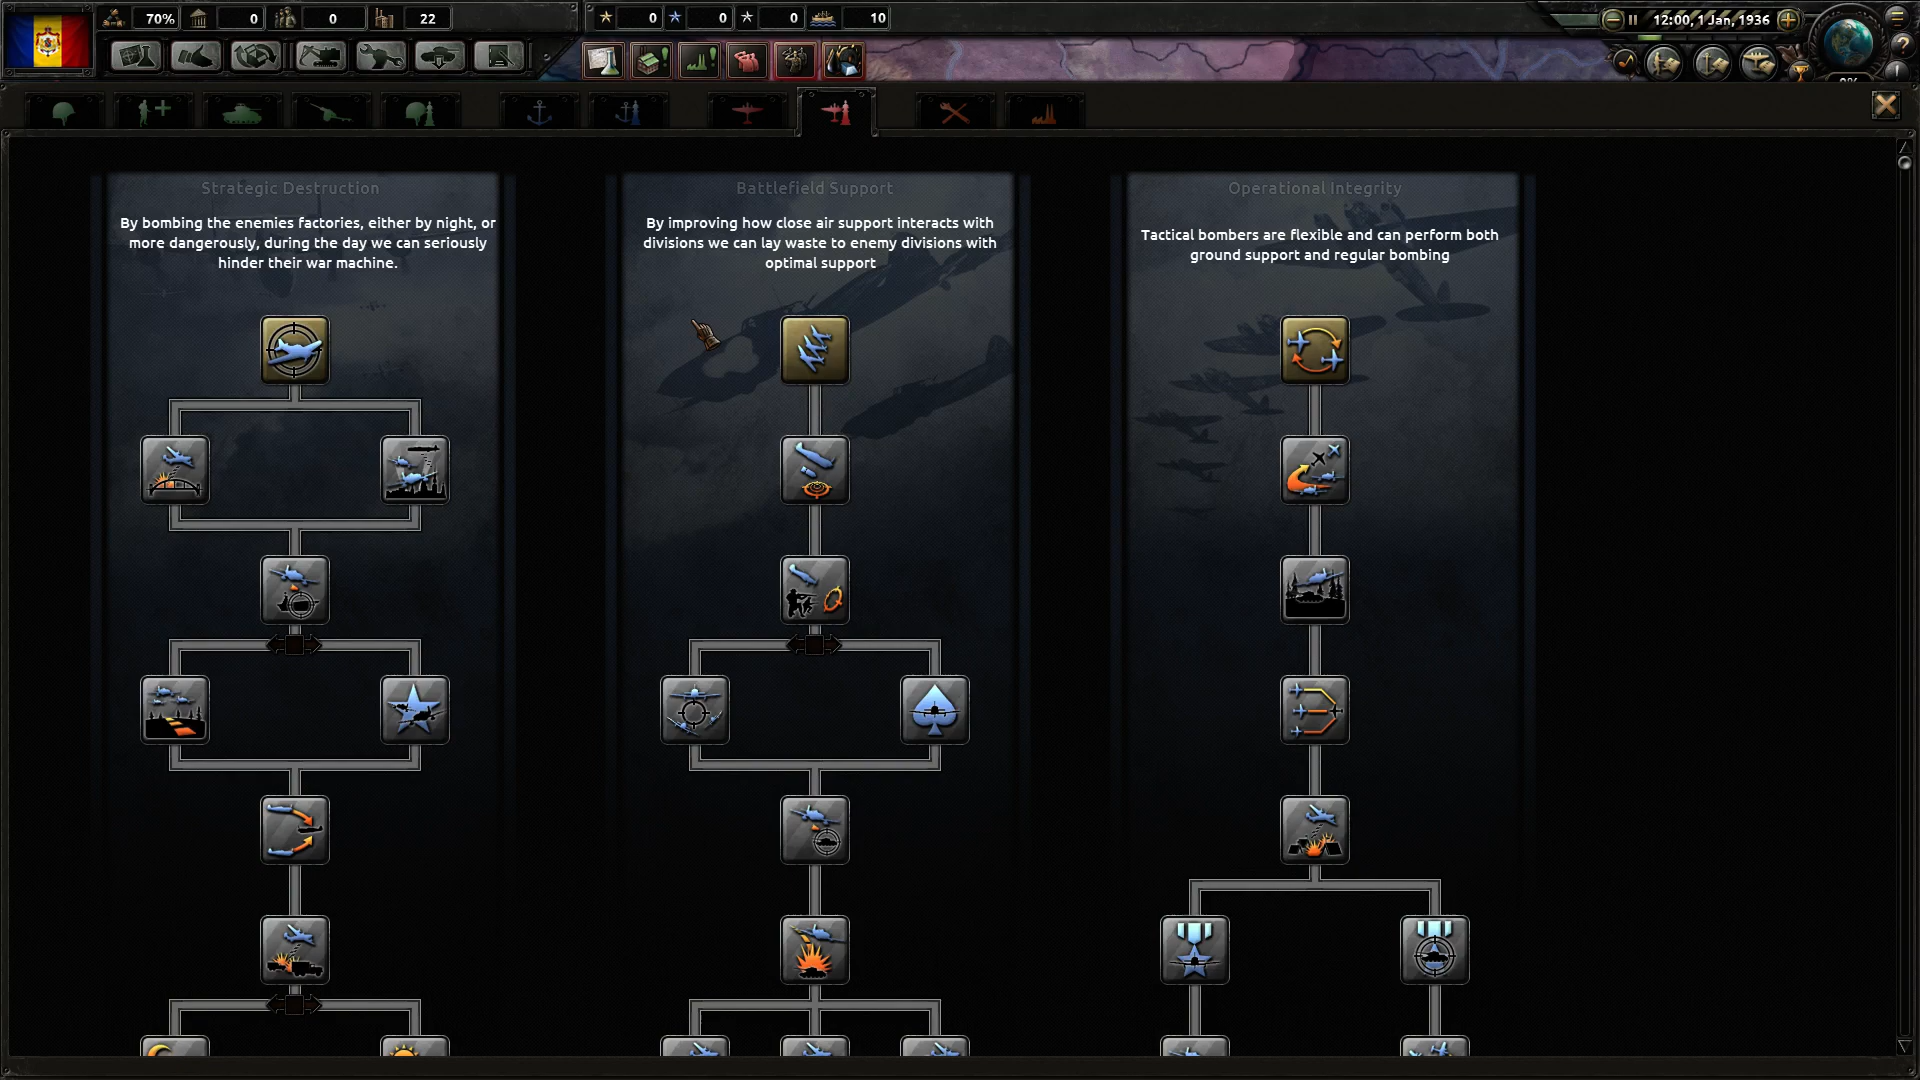 70%
0
0
22
0
0
0
10
12:00, 1 Jan, 1936
Strategic Destruction
By bombing the enemies factories, either by night, or
more dangerously, during the day we can seriously
hinder their war machine.
Battlefield Support
By improving how close air support interacts with
divisions we can lay waste to enemy divisions with
optimal support
Operational Integrity
Tactical bombers are flexible and can perform both
ground support and regular bombing